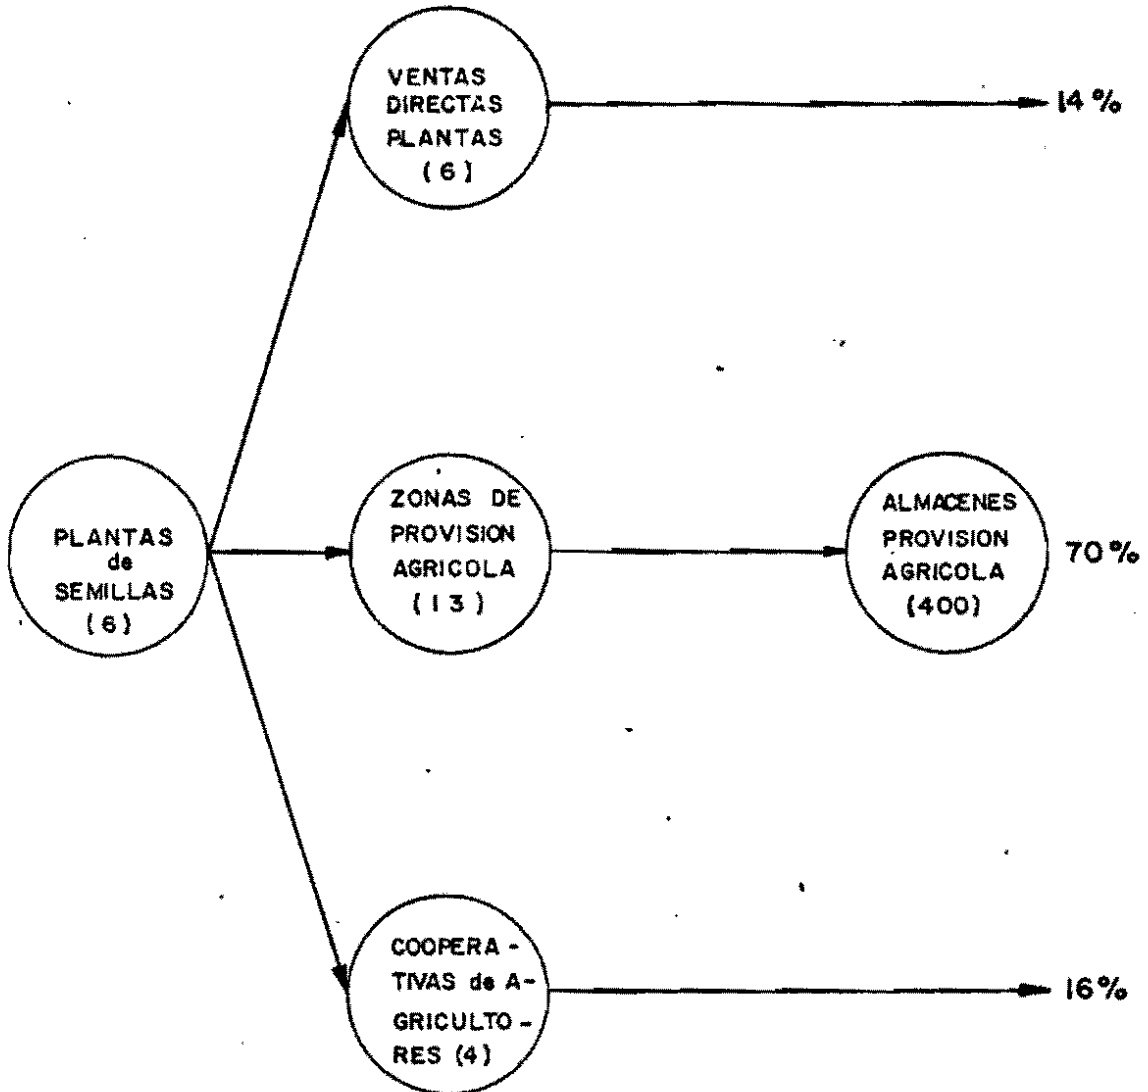 VENTAS
DIRECTAS
PLANTAS
(6)
14%
PLANTAS
de
SEMILLAS
(6)
ZONAS DE
PROVISION
AGRICOLA
(13)
ALMACENES
PROVISION
AGRICOLA
(400)
70%
COOPERA-
TIVAS de A-
GRICULTO-
RES (4)
16%